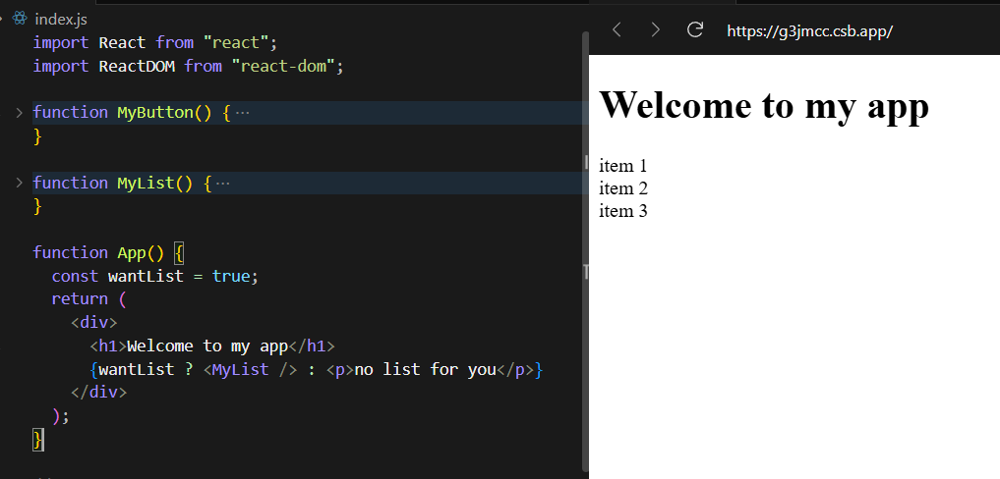 index.js
import React from "react";
import ReactDOM from "react-dom";
function MyButton() { ···
}
function MyList() { ···
}
function App() {
const wantList = true;
return (
<div>
<h1>Welcome to my app</h1>
{wantList ? <MyList /> : <p>no list for you</p>}
</div>
);
}
https://g3jmcc.csb.app/
Welcome to my app
item 1
item 2
item 3